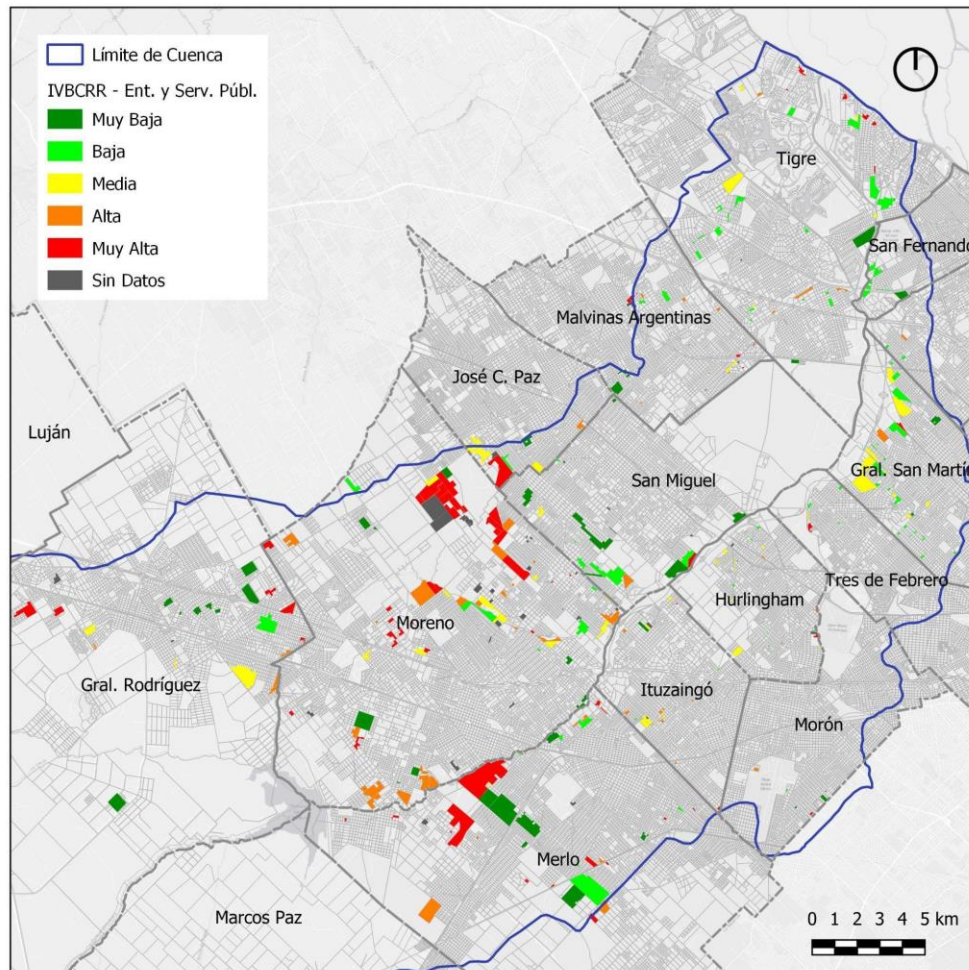 Límite de Cuenca
IVBCRR - Ent. y Serv. Públ.
Muy Baja
Baja
Media
Alta
Muy Alta
Sin Datos
Tigre
San Fernando
Malvinas Argentinas
José C. Paz
Luján
San Miguel
Gral. San Martín
Tres de Febrero
Hurlingham
Moreno
Gral. Rodríguez
Ituzaingó
Morón
Merlo
Marcos Paz
0 1 2 3 4 5 km